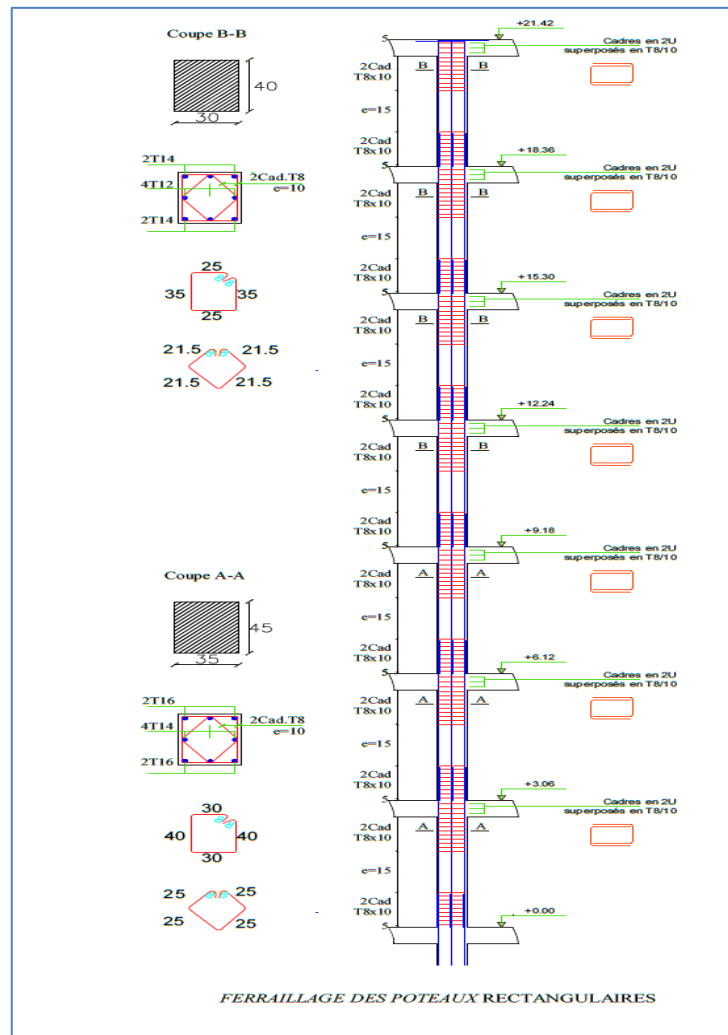 Coupe B-B
40
30
2T14
4T12
2Cad.T8
e=10
2T14
25
35
35
25
21.5
21.5
21.5
21.5
Coupe A-A
45
35
2T16
4T14
2Cad.T8
e=10
2T16
30
40
40
30
25
25
25
25
+21.42
5
2Cad
T8x10
B
B
Cadres en 2U
superposés en T8/10
e=15
2Cad
T8x10
+18.36
5
2Cad
T8x10
B
B
Cadres en 2U
superposés en T8/10
e=15
2Cad
T8x10
+15.30
5
2Cad
T8x10
B
B
Cadres en 2U
superposés en T8/10
e=15
2Cad
T8x10
+12.24
5
2Cad
T8x10
B
B
Cadres en 2U
superposés en T8/10
e=15
2Cad
T8x10
+9.18
5
2Cad
T8x10
A
A
Cadres en 2U
superposés en T8/10
e=15
2Cad
T8x10
+6.12
5
2Cad
T8x10
A
A
Cadres en 2U
superposés en T8/10
e=15
2Cad
T8x10
+3.06
5
2Cad
T8x10
A
A
Cadres en 2U
superposés en T8/10
e=15
2Cad
T8x10
+0.00
5
FERRAILLAGE DES POTEAUX RECTANGULAIRES